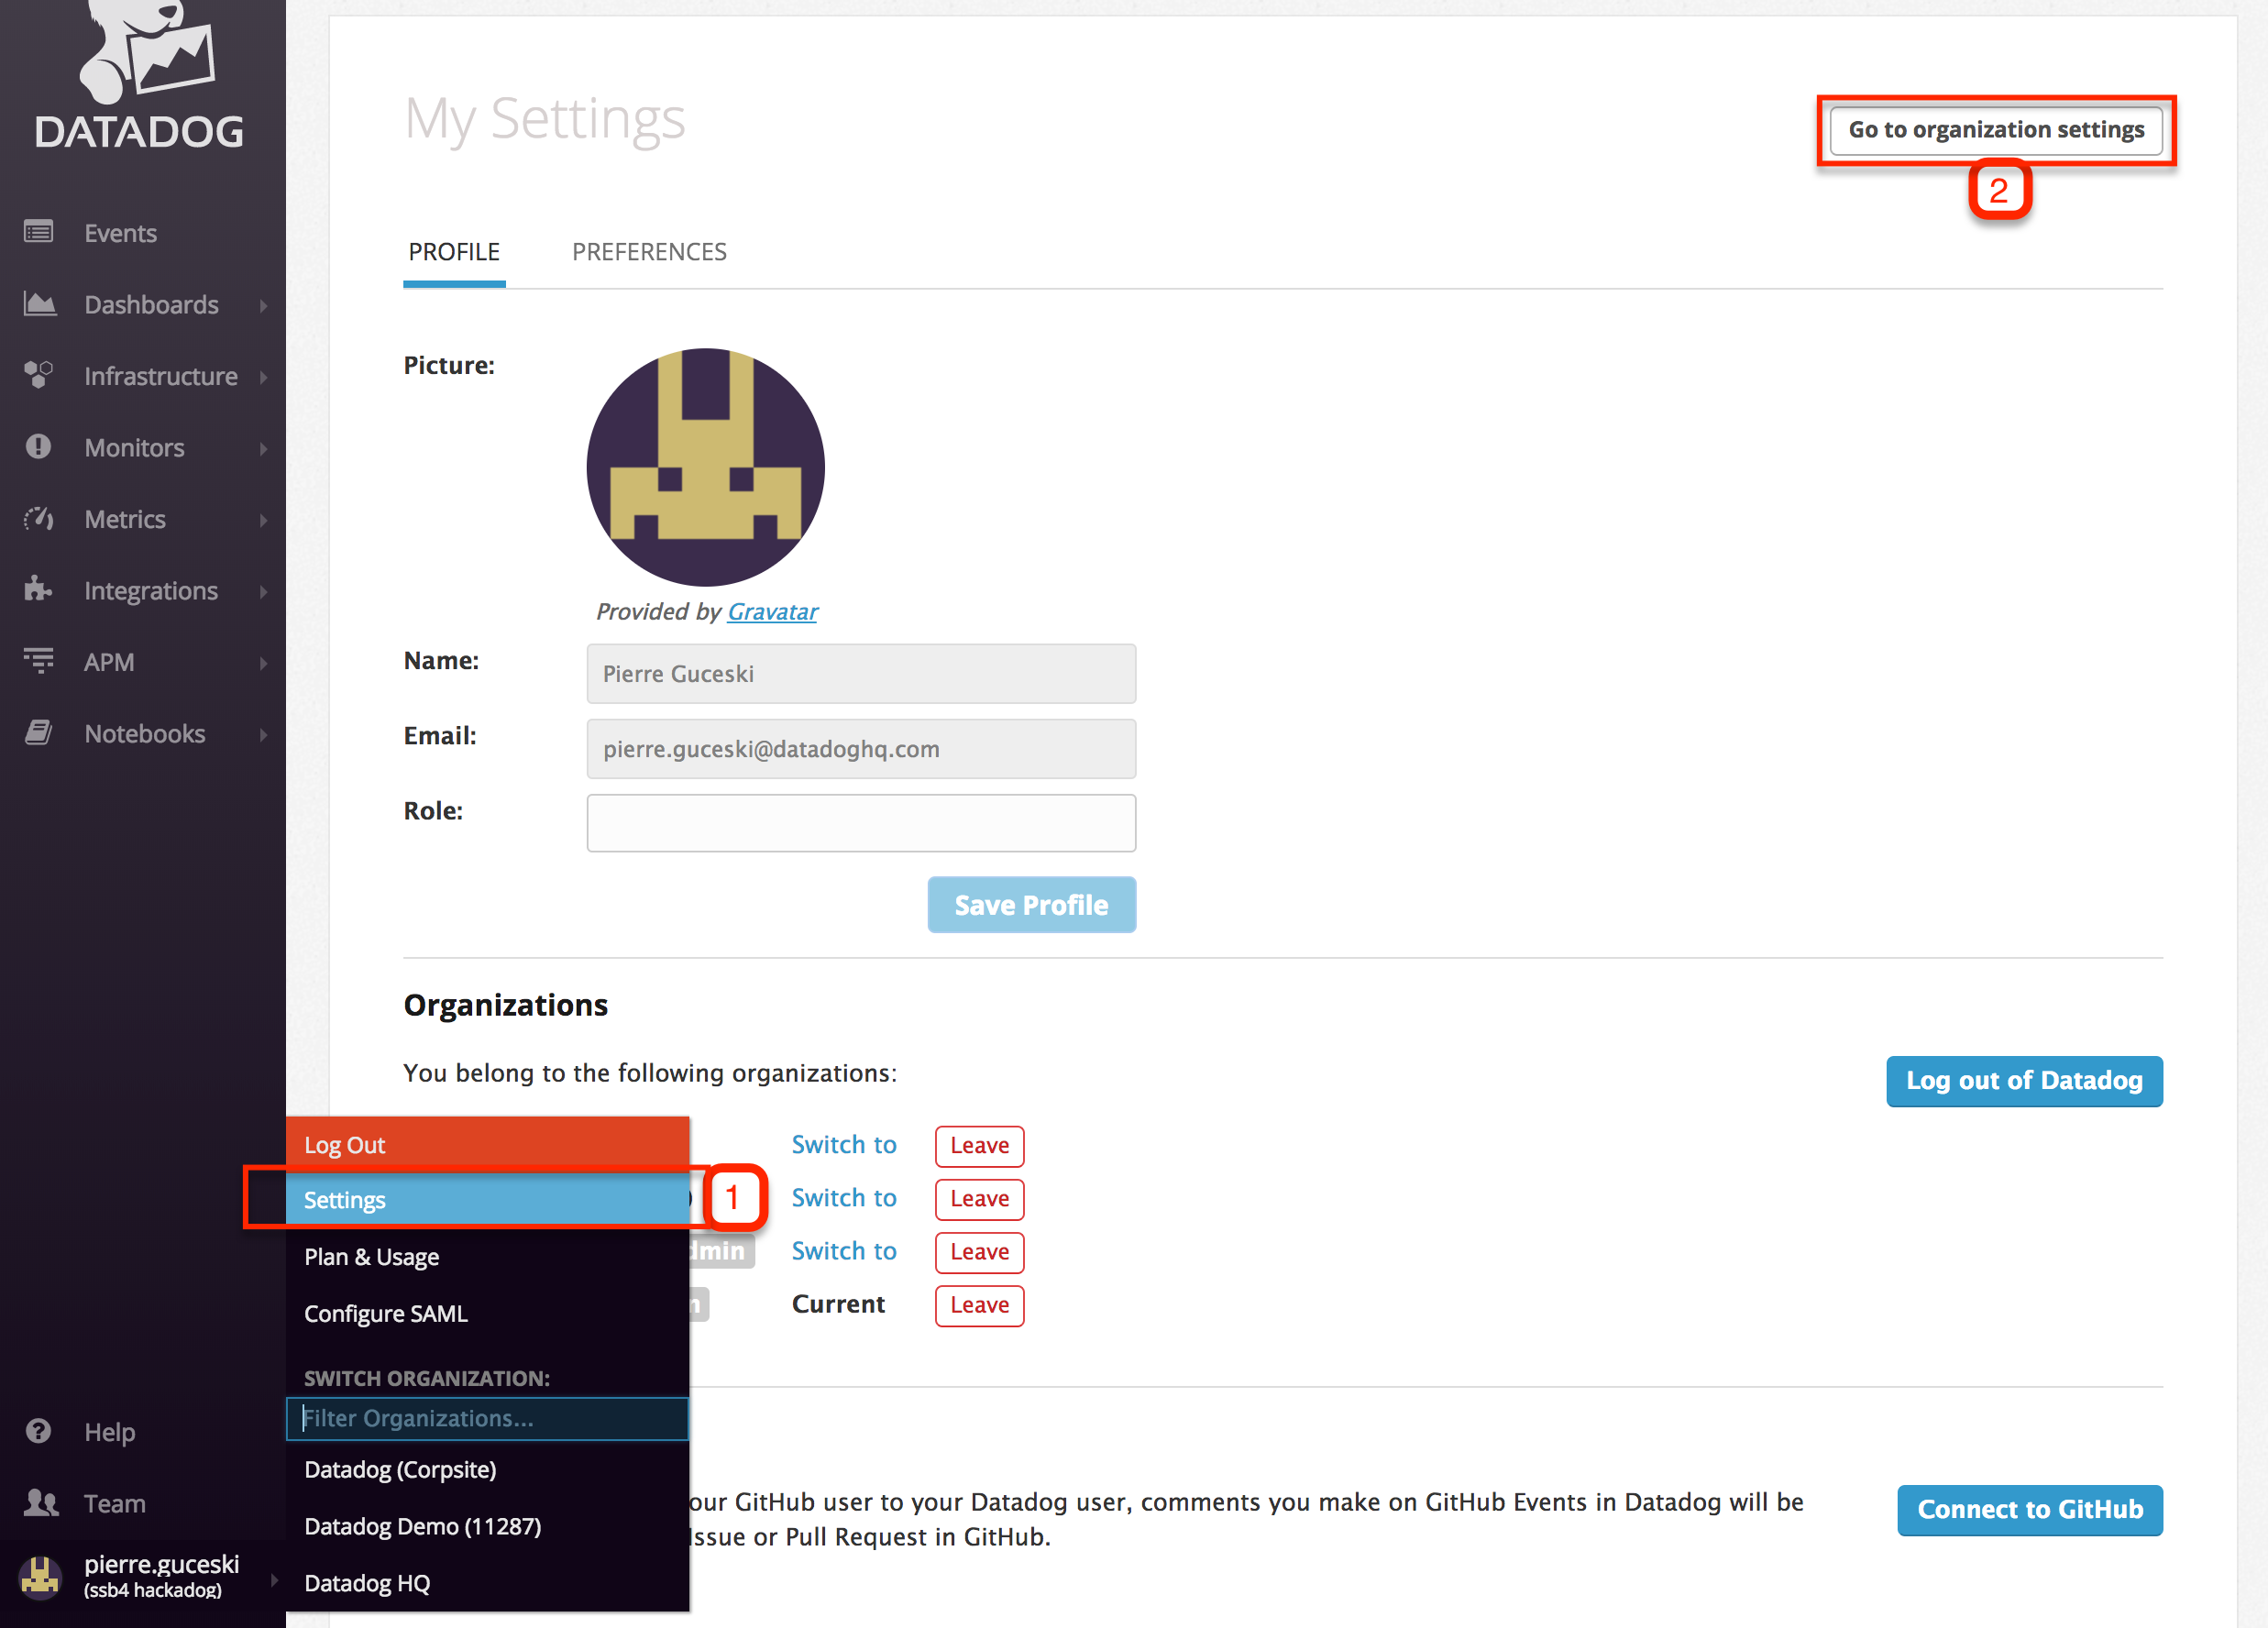 DATADOG
Events
Dashboards
Infrastructure
Monitors
Metrics
Integrations
APM
Notebooks
Help
Team
pierre.guceski
(ssb4 hackadog)
My Settings
Go to organization settings
2
PROFILE
PREFERENCES
Picture:
Provided by Gravatar
Name:
Pierre Guceski
Email:
pierre.guceski@datadoghq.com
Role:
Save Profile
Organizations
You belong to the following organizations:
Log out of Datadog
Switch to Leave
Switch to Leave
dmin Switch to Leave
n Current Leave
Log Out
Settings
1
Plan & Usage
Configure SAML
SWITCH ORGANIZATION:
Filter Organizations...
Datadog (Corpsite)
Datadog Demo (11287)
Datadog HQ
our GitHub user to your Datadog user, comments you make on GitHub Events in Datadog will be
Issue or Pull Request in GitHub.
Connect to GitHub